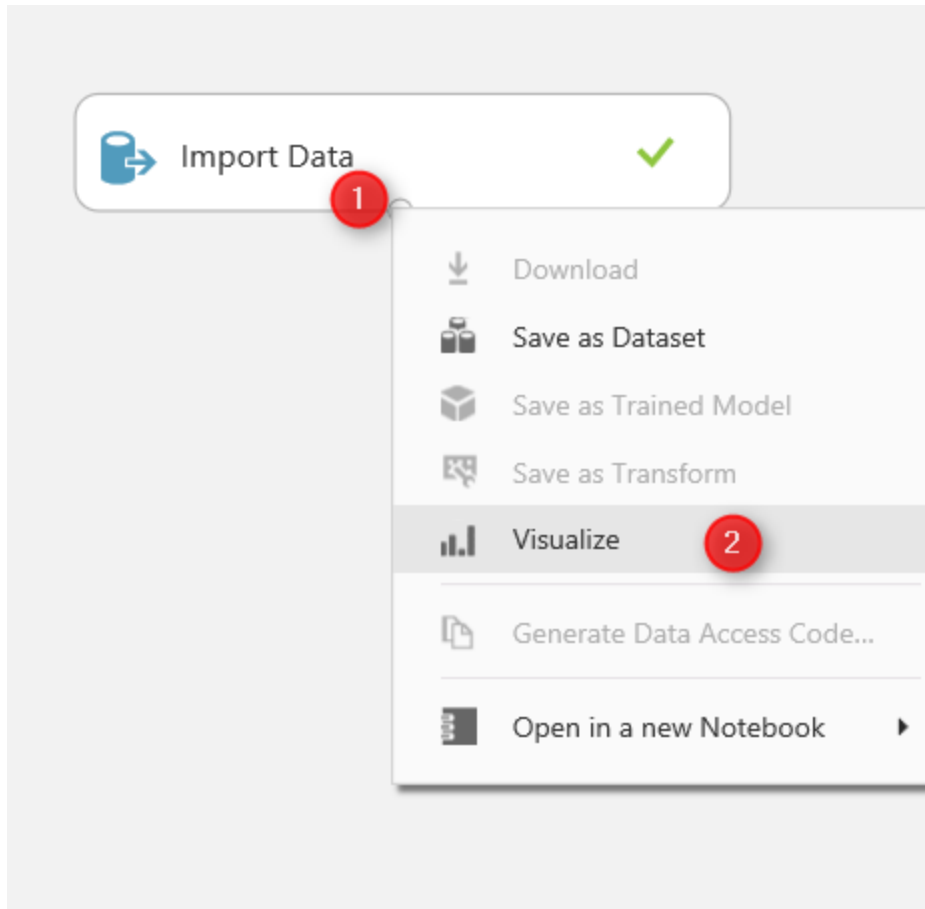 Import Data
1
Download
Save as Dataset
Save as Trained Model
Save as Transform
Visualize
2
Generate Data Access Code...
Open in a new Notebook